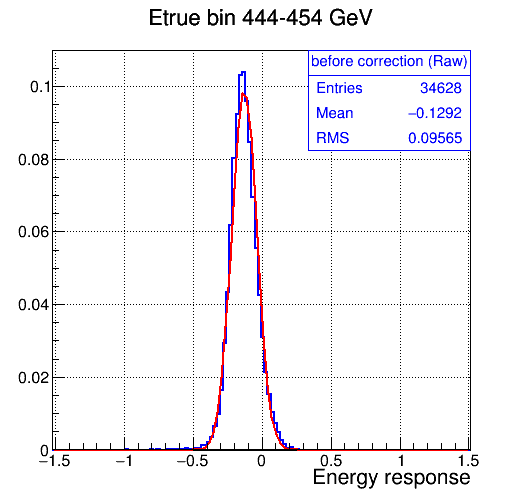 Etrue bin 444-454 GeV
before correction (Raw)
Entries 34628
Mean −0.1292
RMS 0.09565
0.1
0.08
0.06
0.04
0.02
0
−1.5 −1 −0.5 0 0.5 1 1.5
Energy response